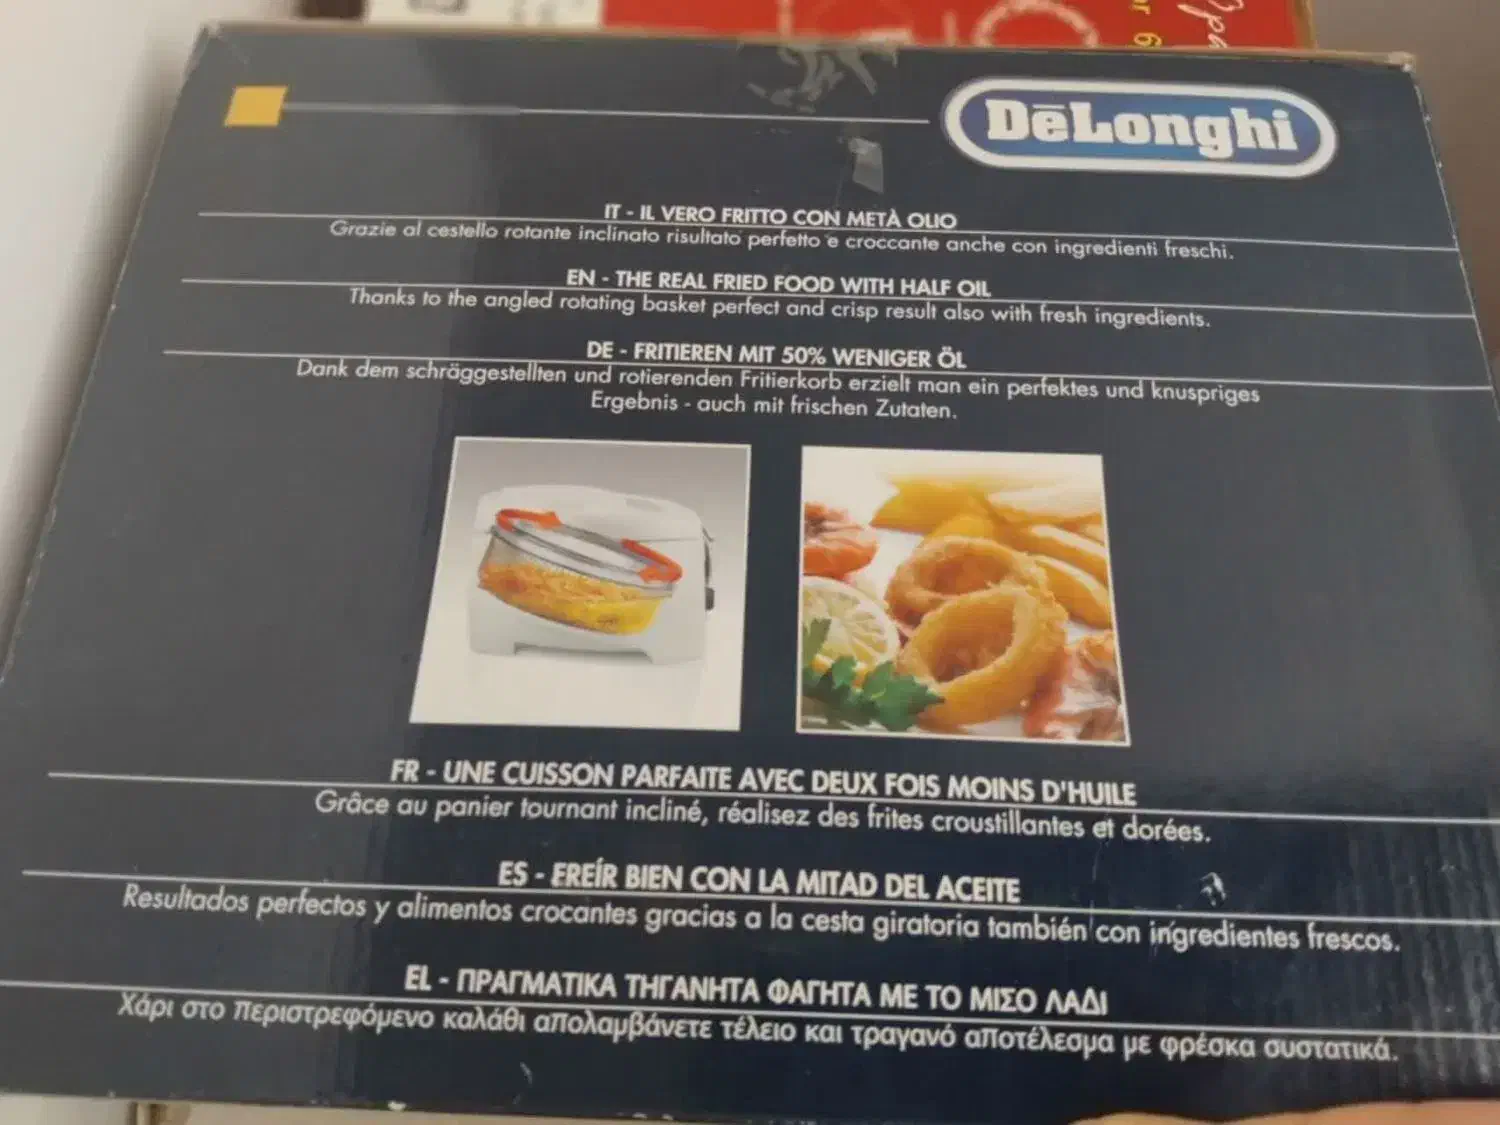 DēLonghi
IT - IL VERO FRITTO CON METÀ OLIO
Grazie al cestello rotante inclinato risultato perfetto e croccante anche con ingredienti freschi.
EN - THE REAL FRIED FOOD WITH HALF OIL
Thanks to the angled rotating basket perfect and crisp result also with fresh ingredients.
DE - FRITIEREN MIT 50% WENIGER ÖL
Dank dem schräggestellten und rotierenden Fritierkorb erzielt man ein perfektes und knuspriges
Ergebnis - auch mit frischen Zutaten.
FR - UNE CUISSON PARFAITE AVEC DEUX FOIS MOINS D'HUILE
Grâce au panier tournant incliné, réalisez des frites croustillantes et dorées.
ES - FREÍR BIEN CON LA MITAD DEL ACEITE
Resultados perfectos y alimentos crocantes gracias a la cesta giratoria también con ingredientes frescos.
EL - ΠΡΑΓΜΑΤΙΚΑ ΤΗΓΑΝΗΤΑ ΦΑΓΗΤΑ ΜΕ ΤΟ ΜΙΣΟ ΛΑΔΙ
Χάρι στο περιστρεφόμενο καλάθι απολαμβάνετε τέλειο και τραγανό αποτέλεσμα με φρέσκα συστατικά.